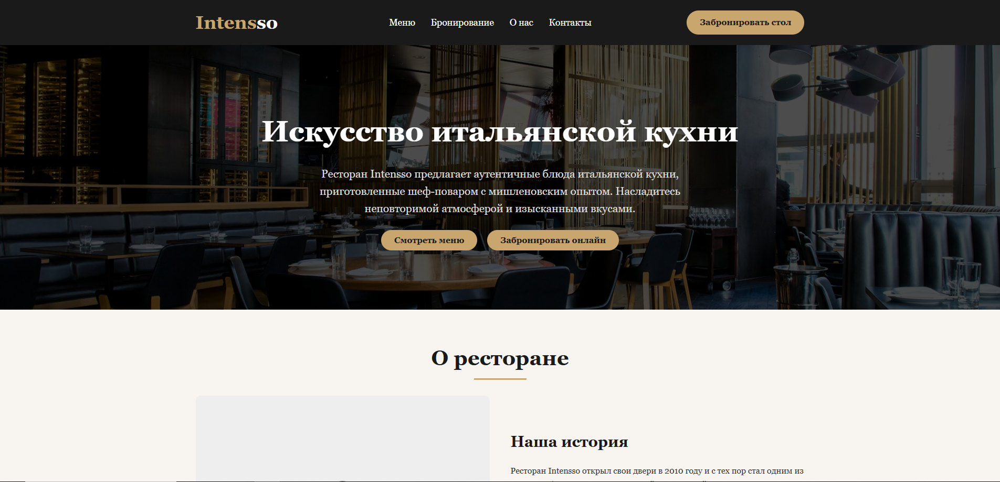 Intensso
Меню Бронирование О нас Контакты
Забронировать стол
Искусство итальянской кухни
Ресторан Intensso предлагает аутентичные блюда итальянской кухни,
приготовленные шеф-поваром с мишленовским опытом. Насладитесь
неповторимой атмосферой и изысканными вкусами.
Смотреть меню
Забронировать онлайн
О ресторане
Наша история
Ресторан Intensso открыл свои двери в 2010 году и с тех пор стал одним из